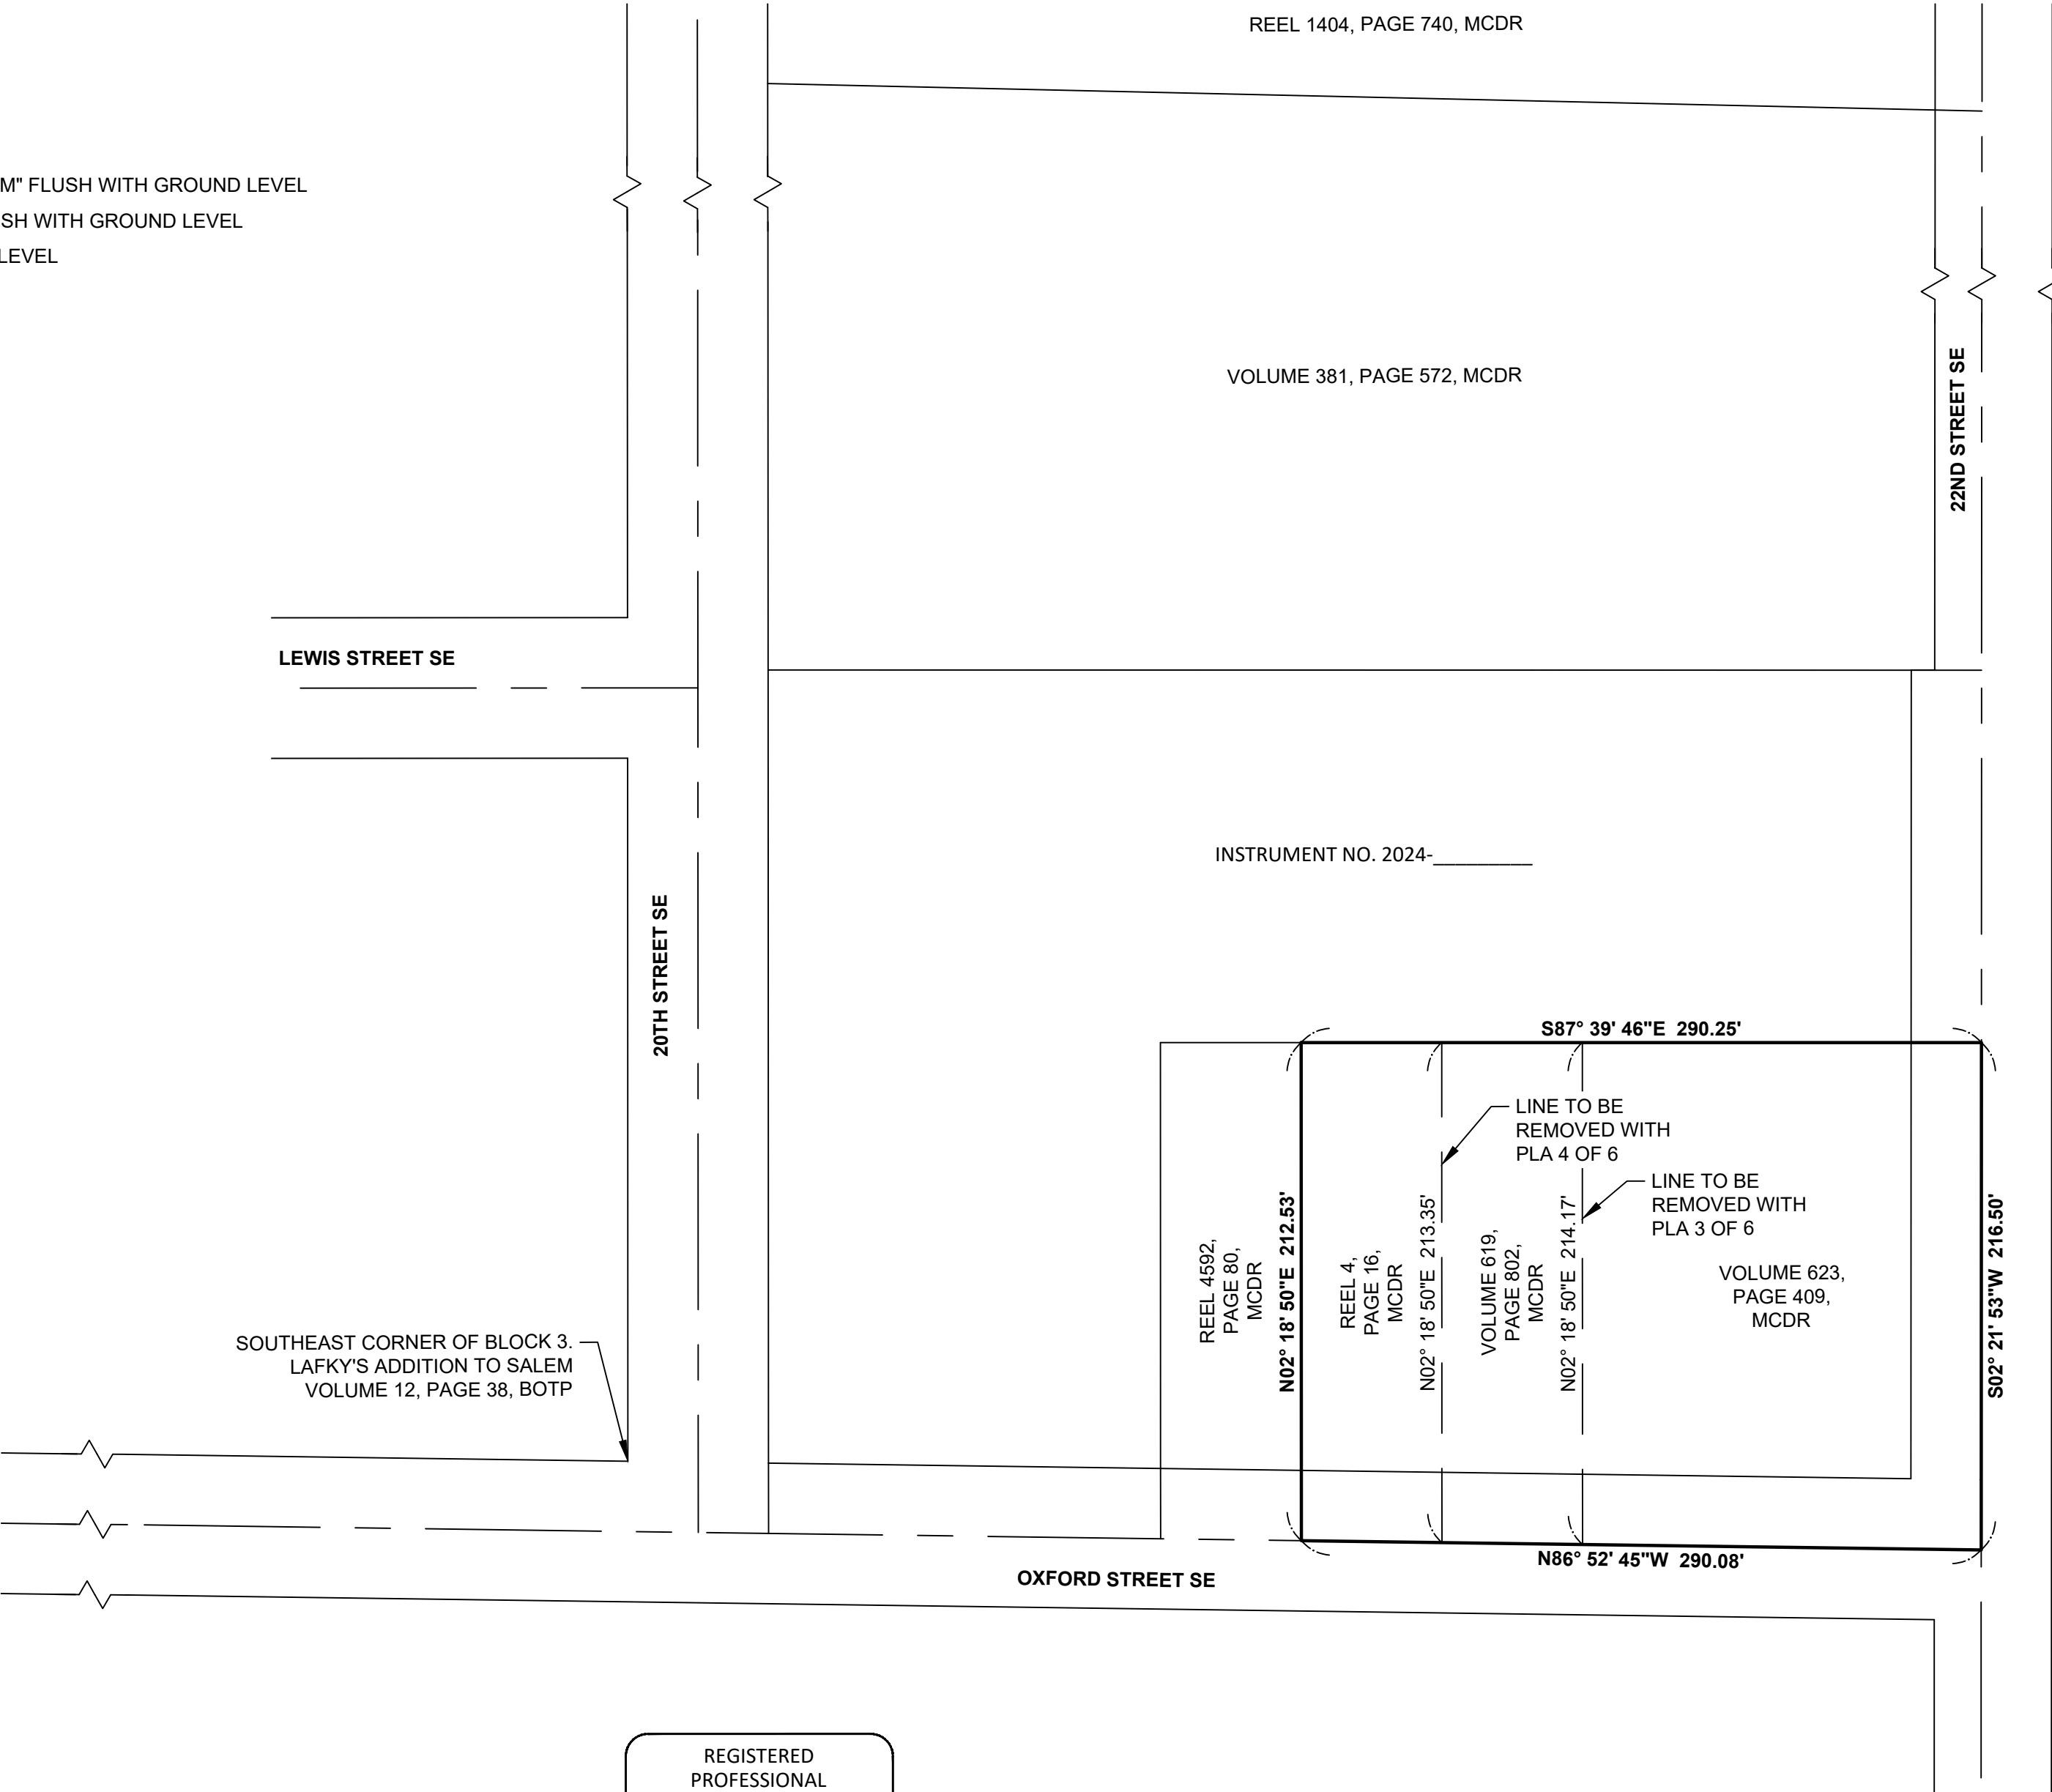 REEL 1404, PAGE 740, MCDR
M" FLUSH WITH GROUND LEVEL
SH WITH GROUND LEVEL
LEVEL
VOLUME 381, PAGE 572, MCDR
22ND STREET SE
LEWIS STREET SE
INSTRUMENT NO. 2024-_________
20TH STREET SE
S87° 39' 46"E 290.25'
LINE TO BE
REMOVED WITH
PLA 4 OF 6
LINE TO BE
REMOVED WITH
PLA 3 OF 6
REEL 4592,
PAGE 80,
MCDR
N02° 18' 50"E 212.53'
REEL 4,
PAGE 16,
MCDR
N02° 18' 50"E 213.35'
VOLUME 619,
PAGE 802,
MCDR
N02° 18' 50"E 214.17'
VOLUME 623,
PAGE 409,
MCDR
S02° 21' 53"W 216.50'
SOUTHEAST CORNER OF BLOCK 3.
LAFKY'S ADDITION TO SALEM
VOLUME 12, PAGE 38, BOTP
N86° 52' 45"W 290.08'
OXFORD STREET SE
REGISTERED
PROFESSIONAL